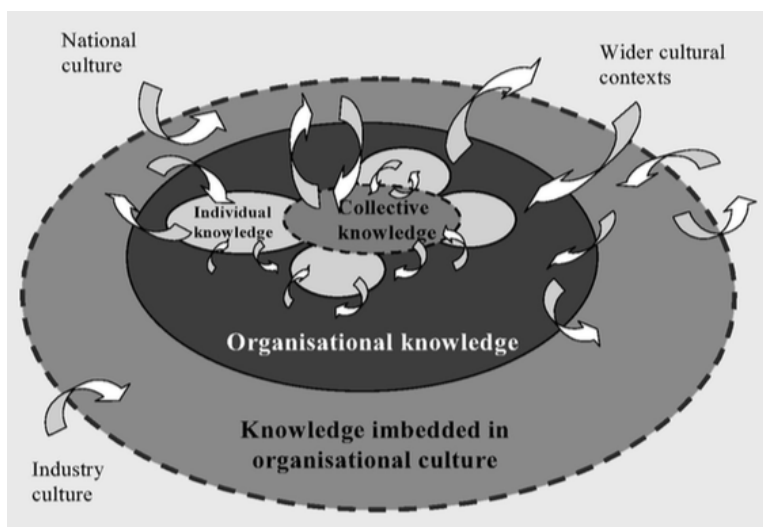 National
culture
Wider cultural
contexts
Individual
knowledge
Collective
knowledge
Organisational knowledge
Knowledge imbedded in
organisational culture
Industry
culture